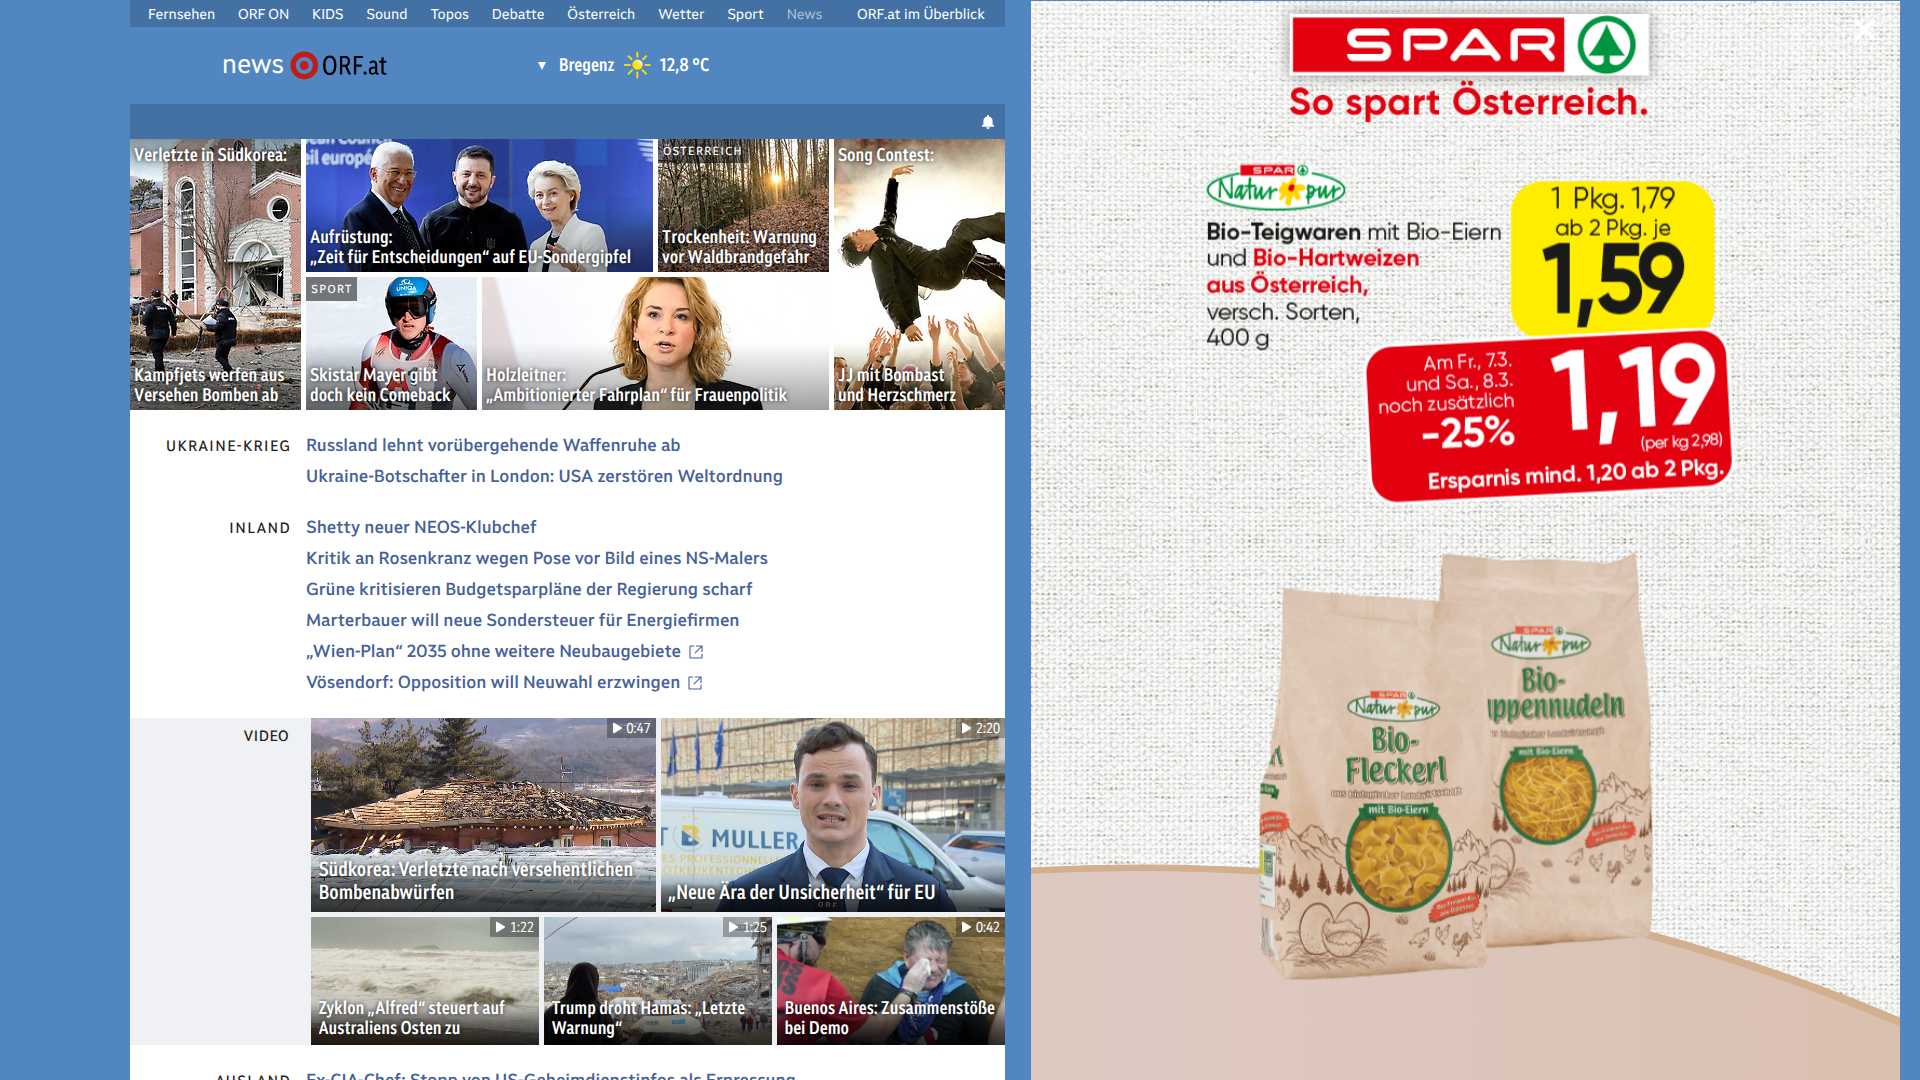 Fernsehen ORF ON KIDS Sound Topos Debatte Österreich Wetter Sport News ORF.at im Überblick
news ORF.at
Bregenz 12,8 °C
Verletzte in Südkorea:
Kampfjets werfen aus
Versehen Bomben ab
Aufrüstung:
„Zeit für Entscheidungen“ auf EU-Sondergipfel
ÖSTERREICH
Trockenheit: Warnung
vor Waldbrandgefahr
Song Contest:
JJ mit Bombast
und Herzschmerz
SPORT
Skistar Mayer gibt
doch kein Comeback
Holzleitner:
„Ambitionierter Fahrplan“ für Frauenpolitik
UKRAINE-KRIEG
Russland lehnt vorübergehende Waffenruhe ab
Ukraine-Botschafter in London: USA zerstören Weltordnung
INLAND
Shetty neuer NEOS-Klubchef
Kritik an Rosenkranz wegen Pose vor Bild eines NS-Malers
Grüne kritisieren Budgetsparpläne der Regierung scharf
Marterbauer will neue Sondersteuer für Energiefirmen
„Wien-Plan“ 2035 ohne weitere Neubaugebiete
Vösendorf: Opposition will Neuwahl erzwingen
VIDEO
0:47
Südkorea: Verletzte nach versehentlichen
Bombenabwürfen
2:20
MULLER
„Neue Ära der Unsicherheit“ für EU
1:22
Zyklon „Alfred“ steuert auf
Australiens Osten zu
1:25
Trump droht Hamas: „Letzte
Warnung“
0:42
Buenos Aires: Zusammenstöße
bei Demo
AUSLAND
Ex-CIA-Chef: Stopp von US-Geheimdienstinfos als Erpressung
SPAR
So spart Österreich.
SPAR
Natur pur
Bio-Teigwaren mit Bio-Eiern
und Bio-Hartweizen
aus Österreich,
versch. Sorten,
400 g
1 Pkg. 1,79
ab 2 Pkg. je
1,59
Am Fr., 7.3.
und Sa., 8.3.
noch zusätzlich
-25%
1,19
(per kg 2,98)
Ersparnis mind. 1,20 ab 2 Pkg.
SPAR
Natur pur
Bio-
ppennudeln
mit Bio-Eiern
SPAR
Natur pur
Bio-
Fleckerl
aus biologischer Landwirtschaft
mit Bio-Eiern